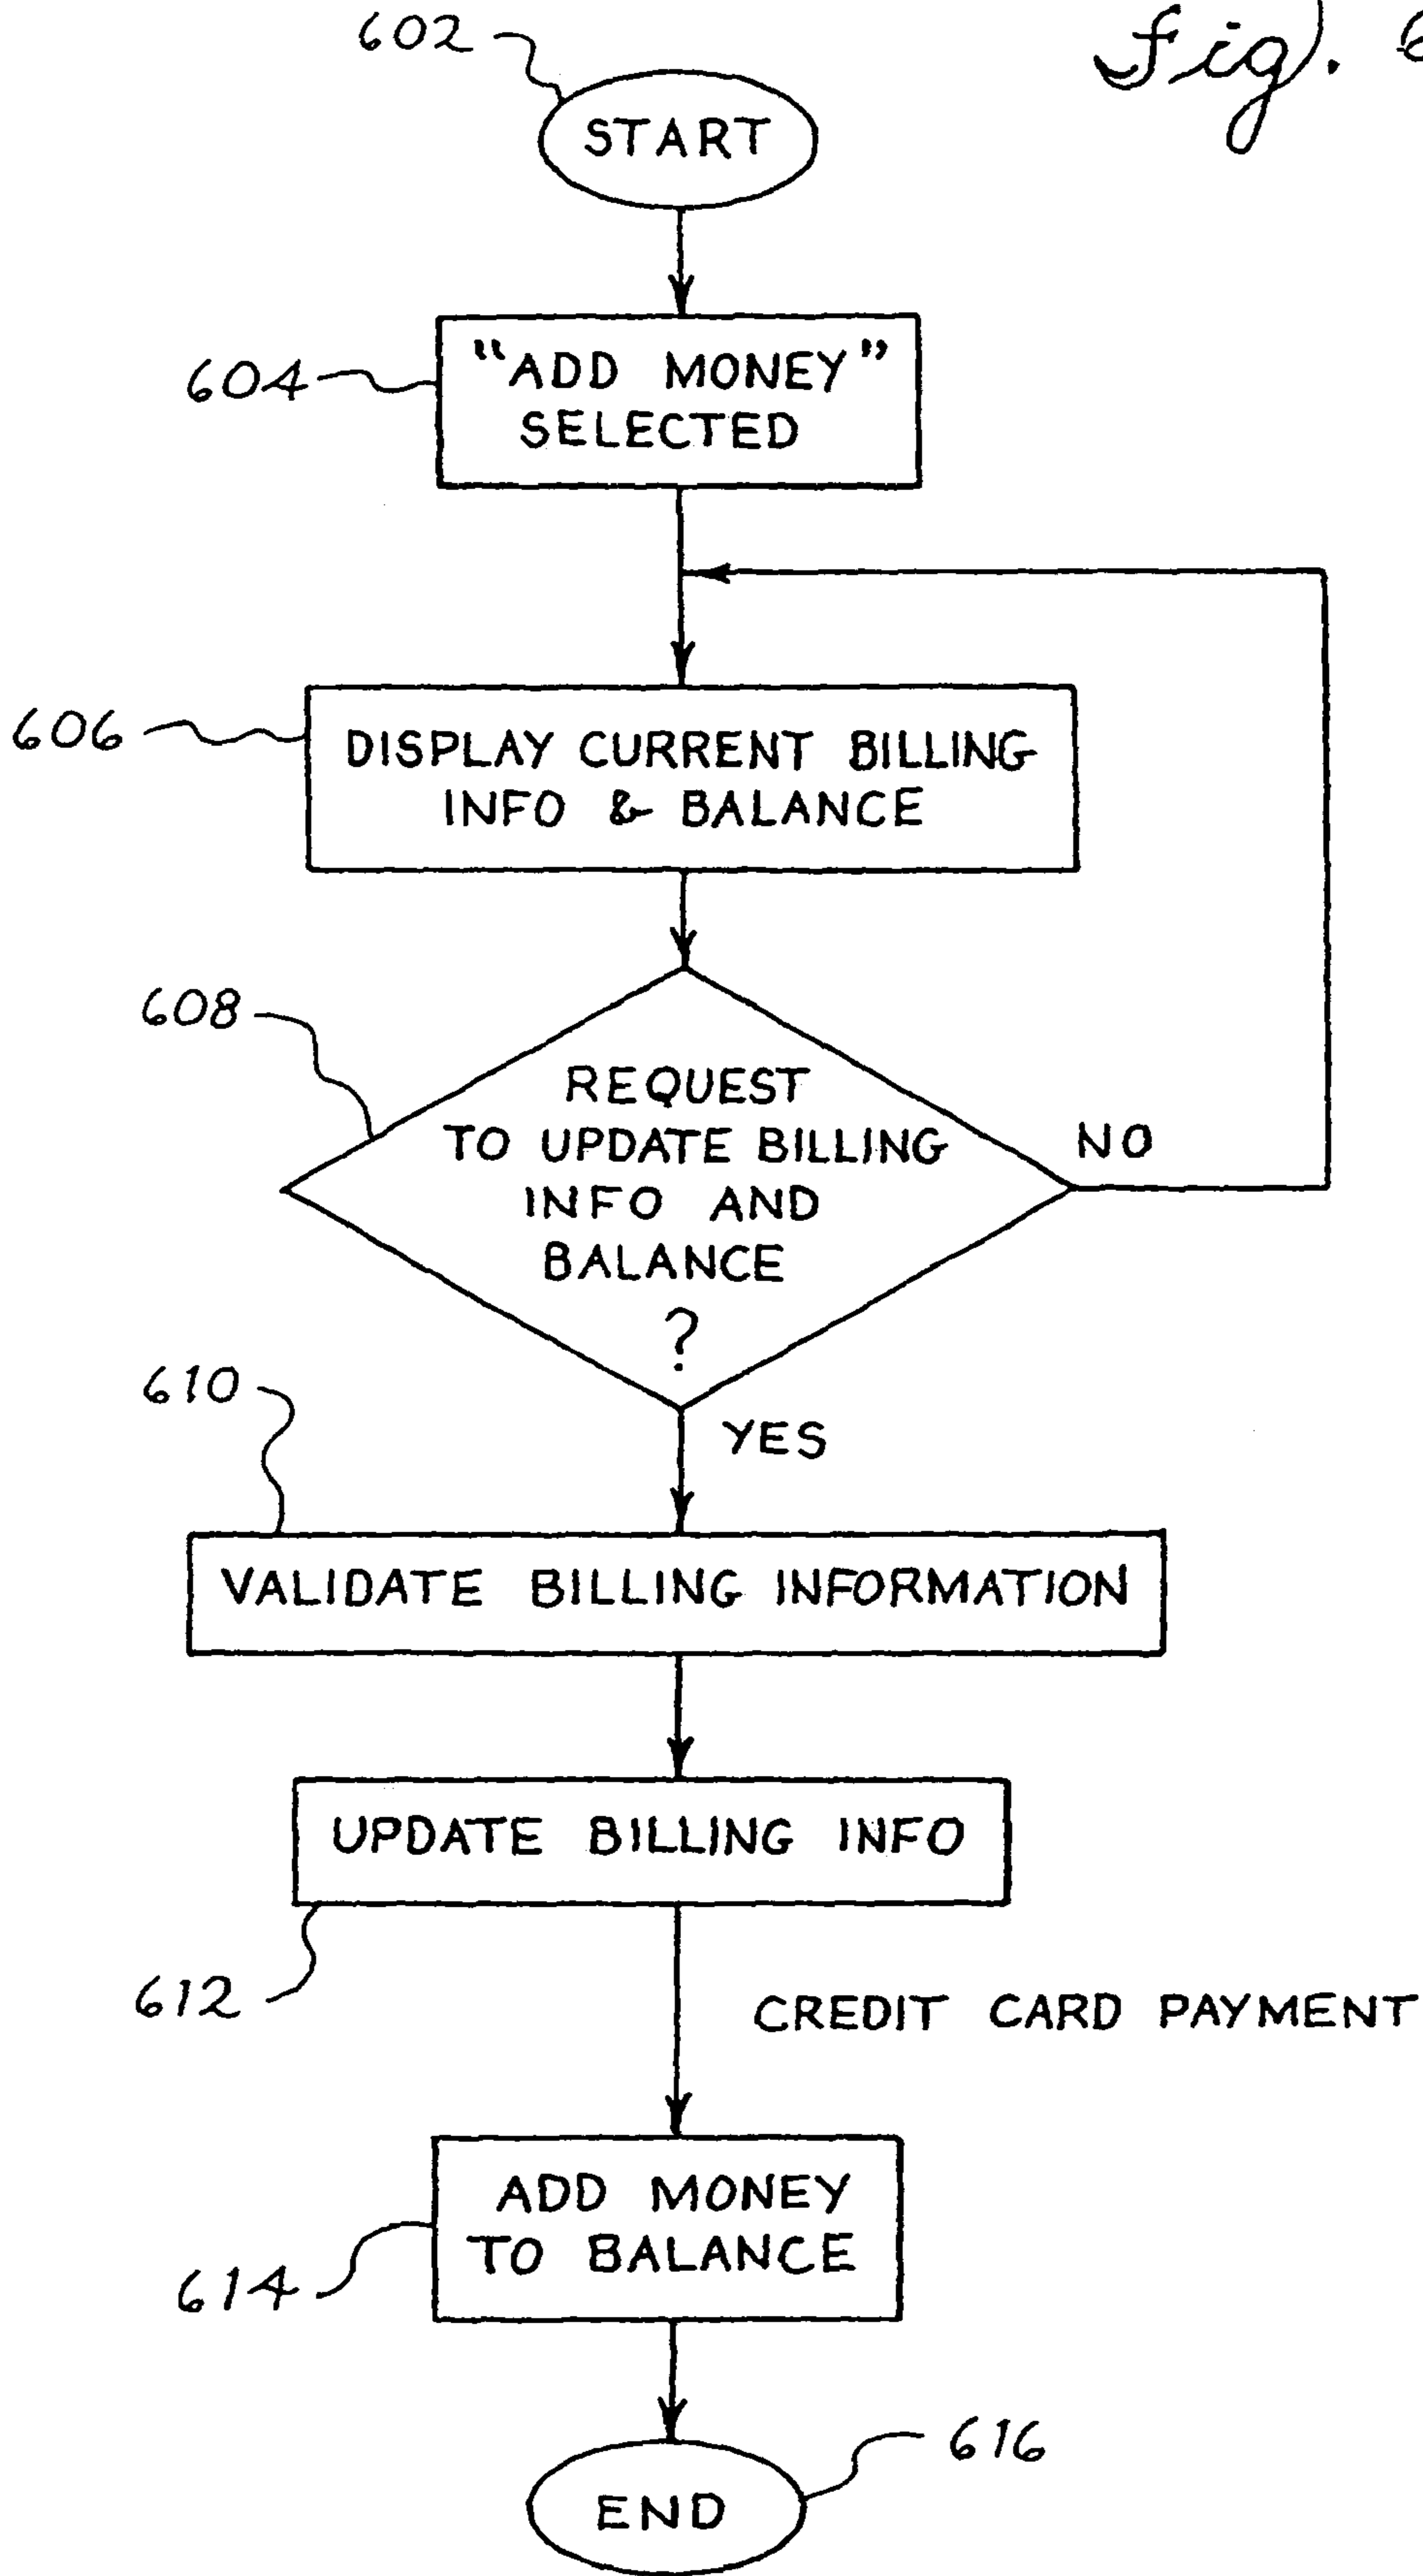 602
Fig. 6
START
604
"ADD MONEY"
SELECTED
606
DISPLAY CURRENT BILLING
INFO & BALANCE
608
REQUEST
TO UPDATE BILLING
INFO AND
BALANCE
?
NO
610
YES
VALIDATE BILLING INFORMATION
UPDATE BILLING INFO
612
CREDIT CARD PAYMENT
ADD MONEY
TO BALANCE
614
616
END